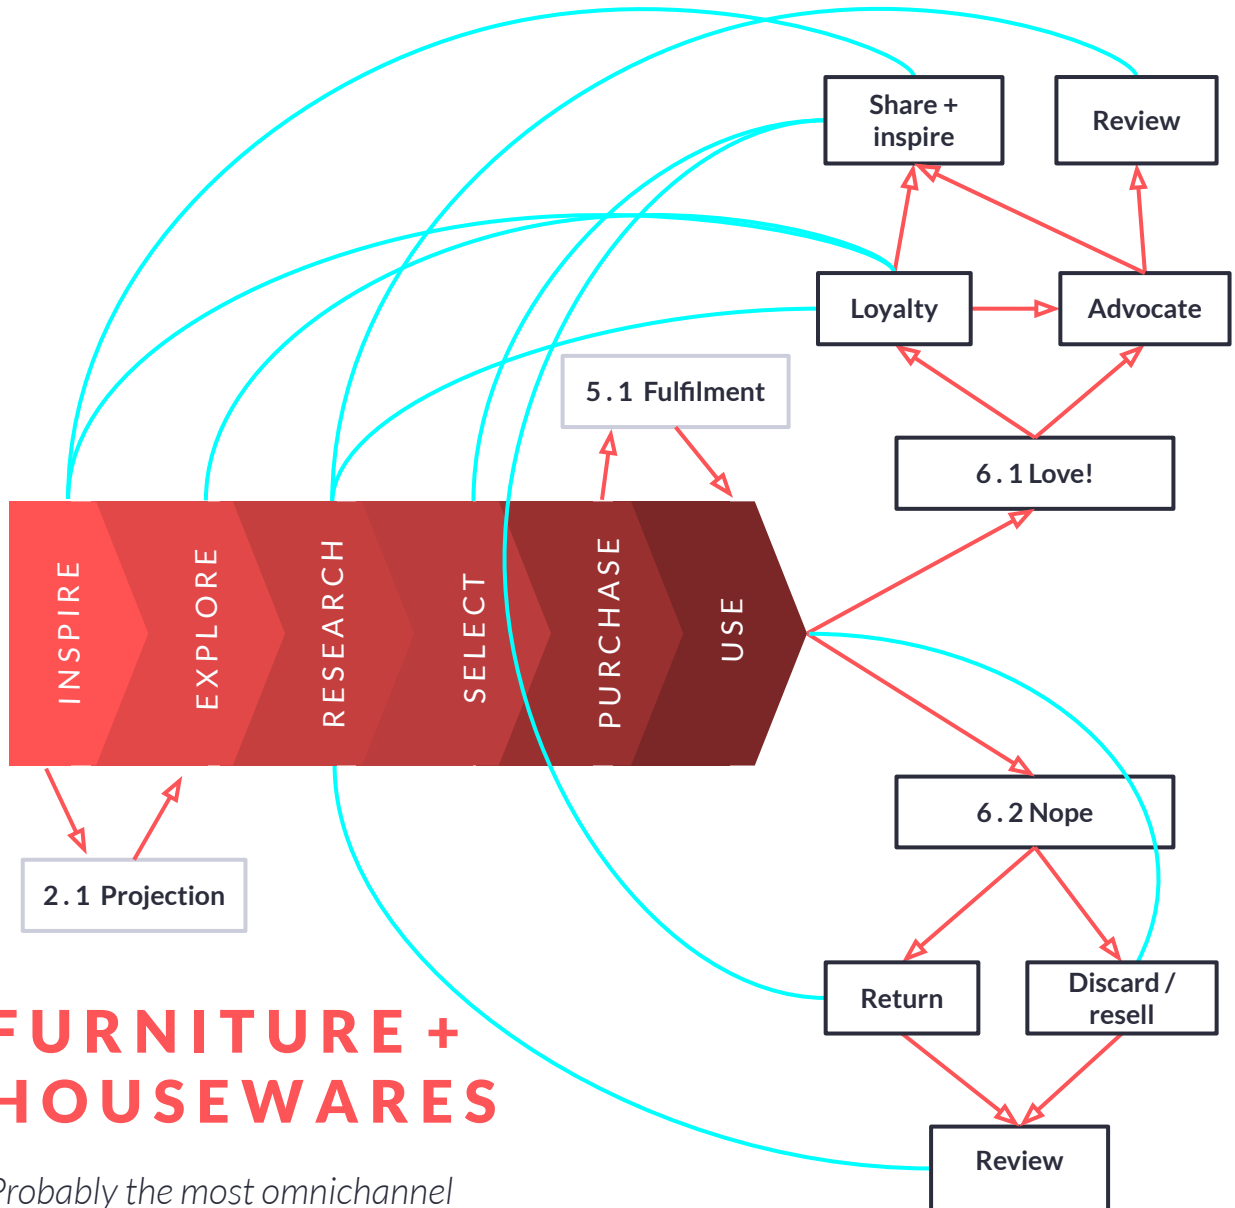 Share +
inspire
Review
Loyalty
Advocate
5.1 Fulfilment
6.1 Love!
INSPIRE
EXPLORE
RESEARCH
SELECT
PURCHASE
USE
6.2 Nope
2.1 Projection
Return
Discard /
resell
FURNITURE +
HOUSEWARES
Review
Probably the most omnichannel